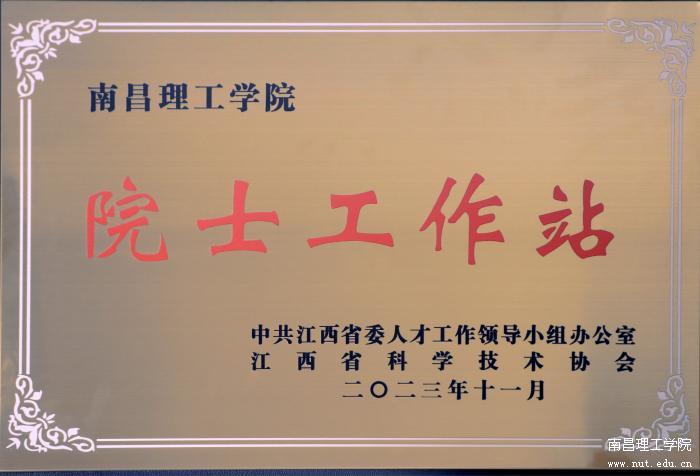 南昌理工学院
院士工作站
中共江西省委人才工作领导小组办公室
江西省科学技术协会
二〇二三年十一月
南昌理工学院
www.nut.edu.cn